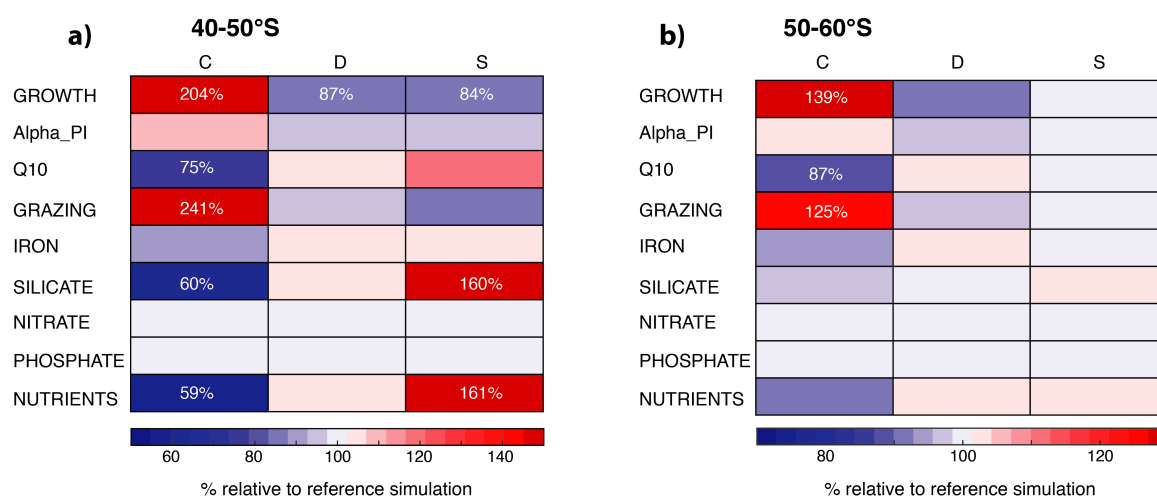 a) 40-50°S
C D S
GROWTH 204% 87% 84%
Alpha_PI
Q10 75%
GRAZING 241%
IRON
SILICATE 60% 160%
NITRATE
PHOSPHATE
NUTRIENTS 59% 161%
60 80 100 120 140
% relative to reference simulation
b) 50-60°S
C D S
GROWTH 139%
Alpha_PI
Q10 87%
GRAZING 125%
IRON
SILICATE
NITRATE
PHOSPHATE
NUTRIENTS
80 100 120
% relative to reference simulation